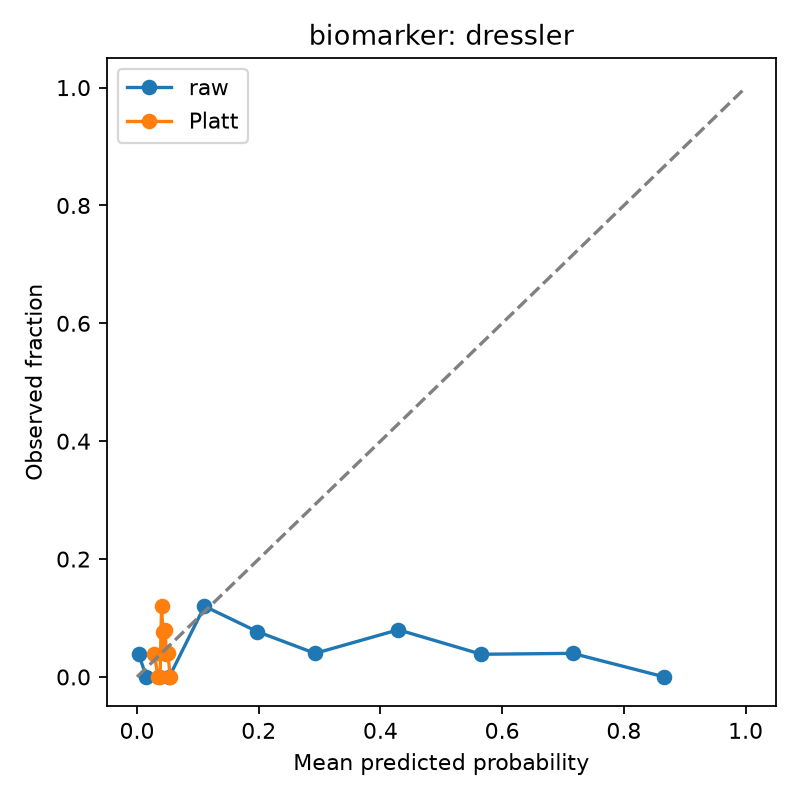 biomarker: dressler
raw
Platt
1.0
0.8
0.6
0.4
0.2
0.0
Observed fraction
0.0 0.2 0.4 0.6 0.8 1.0
Mean predicted probability